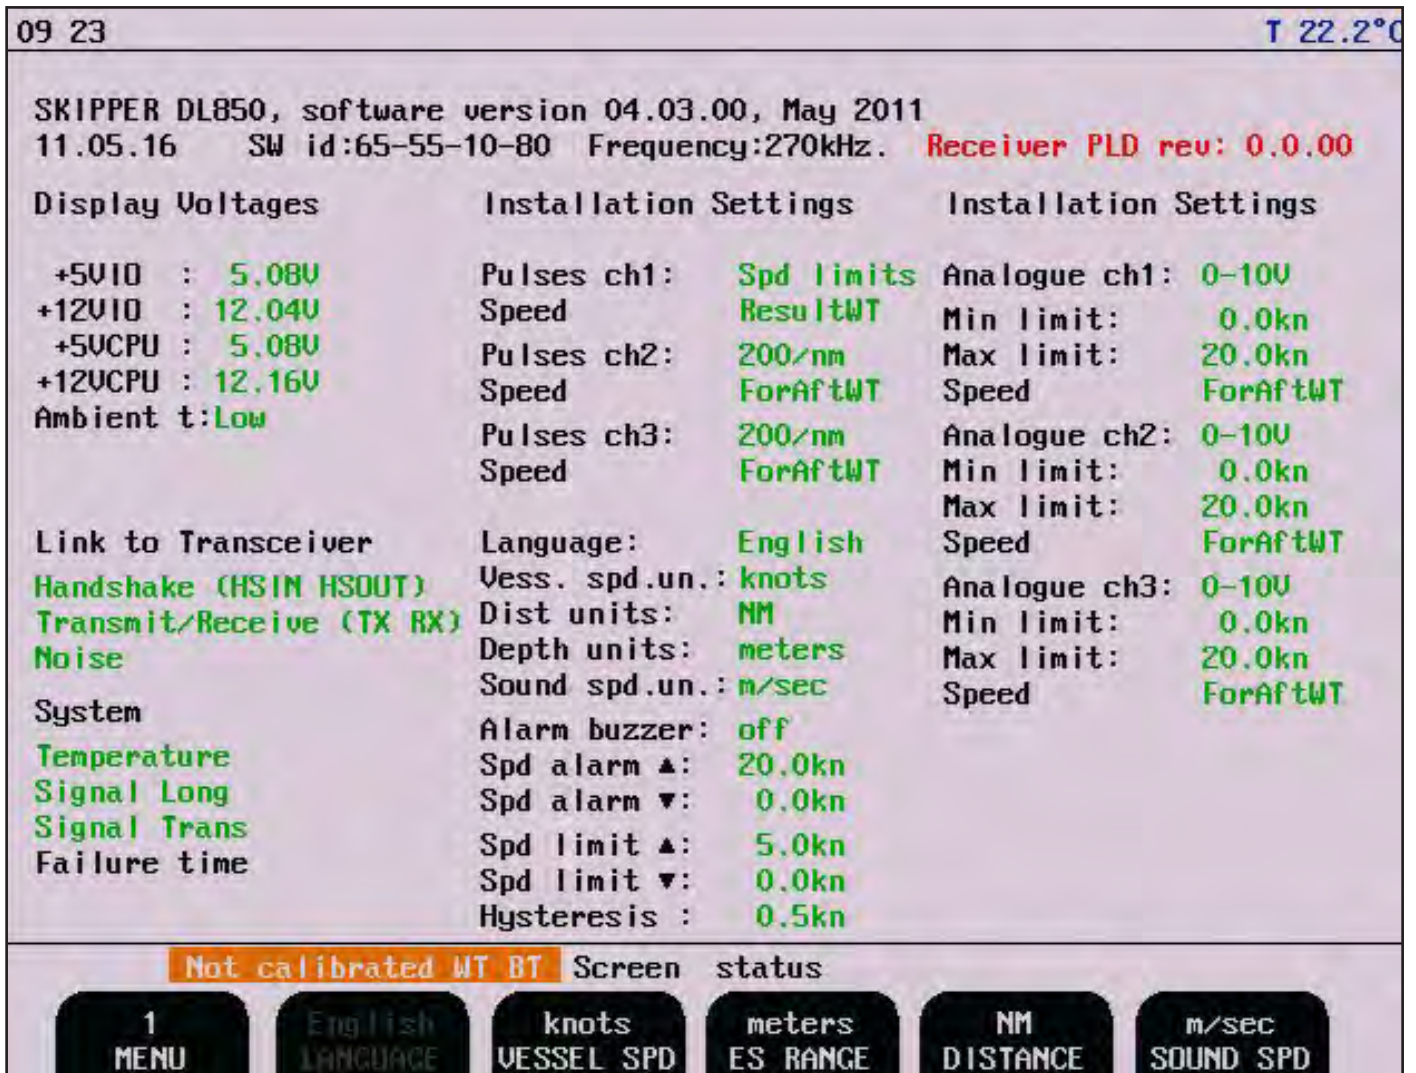 09 23
T 22.2°C
SKIPPER DL850, software version 04.03.00, May 2011
11.05.16 SW id:65-55-10-80 Frequency:270kHz. Receiver PLD rev: 0.0.00
Display Voltages
+5VIO : 5.08V
+12VIO : 12.04V
+5VCPU : 5.08V
+12VCPU : 12.16V
Ambient t:Low
Link to Transceiver
Handshake (HSIN HSOUT)
Transmit/Receive (TX RX)
Noise
System
Temperature
Signal Long
Signal Trans
Failure time
Installation Settings
Pulses ch1: Spd limits
Speed ResultWT
Pulses ch2: 200/nm
Speed ForAftWT
Pulses ch3: 200/nm
Speed ForAftWT
Language: English
Vess. spd.un.: knots
Dist units: NM
Depth units: meters
Sound spd.un.: m/sec
Alarm buzzer: off
Spd alarm ▲: 20.0kn
Spd alarm ▼: 0.0kn
Spd limit ▲: 5.0kn
Spd limit ▼: 0.0kn
Hysteresis : 0.5kn
Installation Settings
Analogue ch1: 0-10V
Min limit: 0.0kn
Max limit: 20.0kn
Speed ForAftWT
Analogue ch2: 0-10V
Min limit: 0.0kn
Max limit: 20.0kn
Speed ForAftWT
Analogue ch3: 0-10V
Min limit: 0.0kn
Max limit: 20.0kn
Speed ForAftWT
Not calibrated WT BT Screen status
1
MENU
English
LANGUAGE
knots
VESSEL SPD
meters
ES RANGE
NM
DISTANCE
m/sec
SOUND SPD